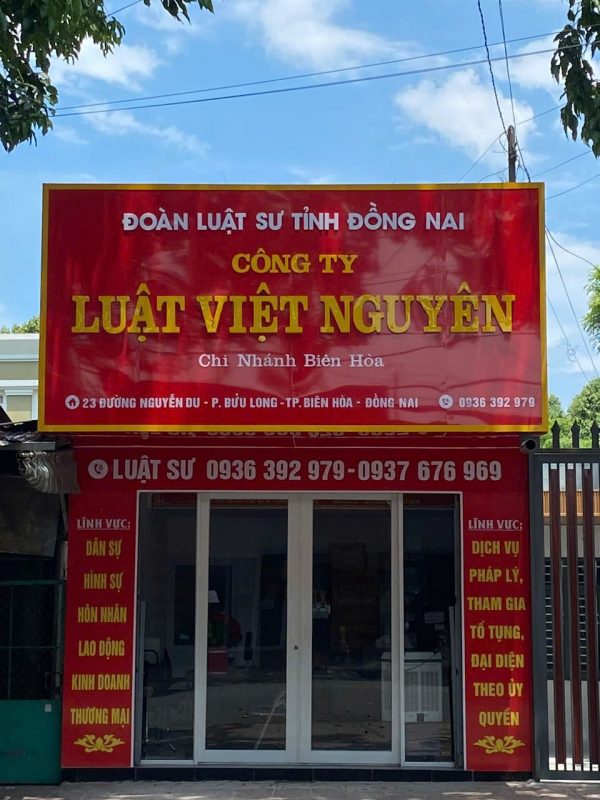 ĐOÀN LUẬT SƯ TỈNH ĐỒNG NAI
CÔNG TY
LUẬT VIỆT NGUYÊN
Chi Nhánh Biên Hòa
23 ĐƯỜNG NGUYỄN DU - P. BỬU LONG - TP. BIÊN HÒA - ĐỒNG NAI 0936 392 979
LUẬT SƯ 0936 392 979 - 0937 676 969
LĨNH VỰC:
DÂN SỰ
HÌNH SỰ
HÔN NHÂN
LAO ĐỘNG
KINH DOANH
THƯƠNG MẠI
LĨNH VỰC:
DỊCH VỤ
PHÁP LÝ,
THAM GIA
TỐ TỤNG,
ĐẠI DIỆN
THEO ỦY
QUYỀN